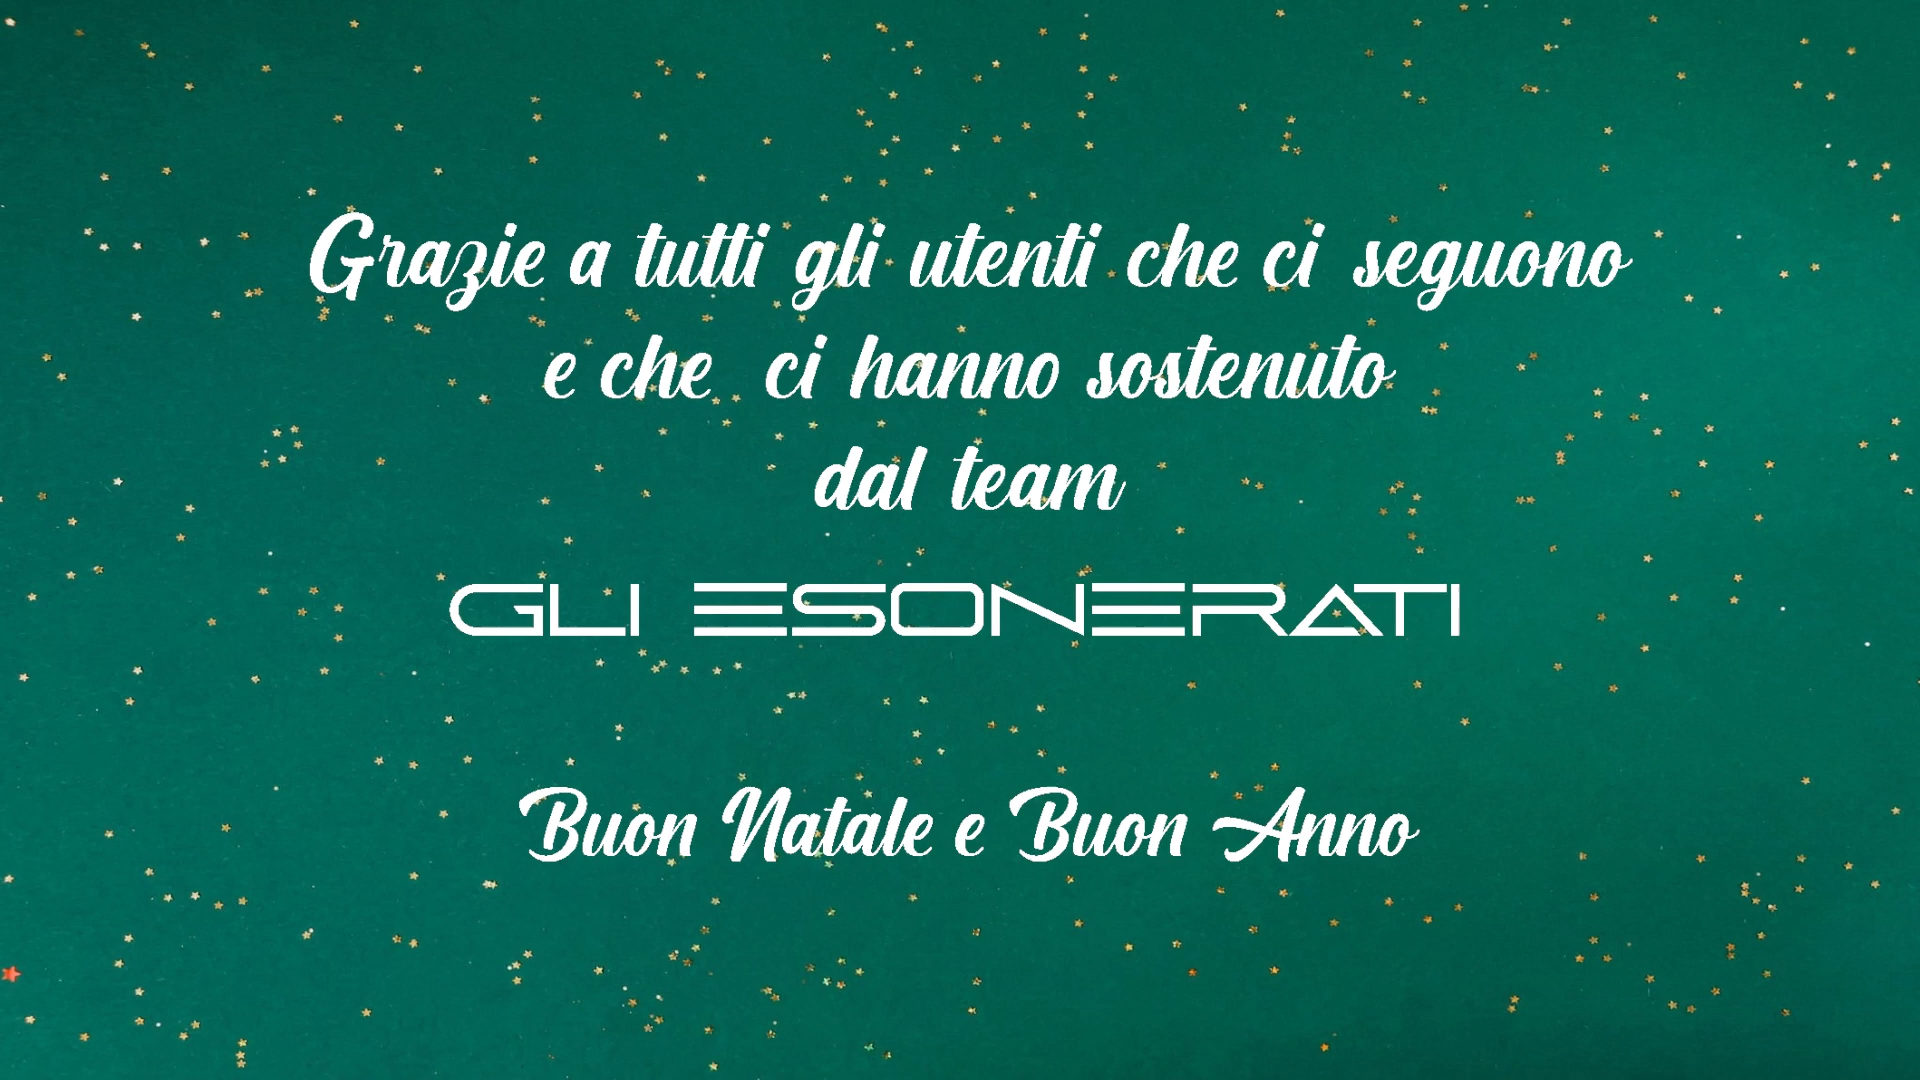 Grazie a tutti gli utenti che ci seguono
e che ci hanno sostenuto
dal team
GLI ESONERATI
Buon Natale e Buon Anno